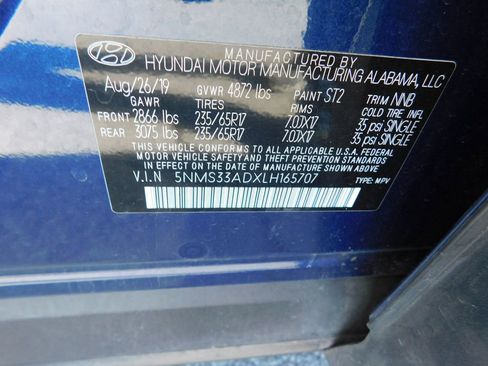 MANUFACTURED BY
HYUNDAI MOTOR MANUFACTURING ALABAMA, LLC
Aug/26/19 GVWR 4872 lbs PAINT ST2 TRIM NNB
GAWR TIRES RIMS COLD TIRE INFL
FRONT 2866 lbs 235/65R17 7.0JX17 35 psi SINGLE
REAR 3075 lbs 235/65R17 7.0JX17 35 psi SINGLE
THIS VEHICLE CONFORMS TO ALL APPLICABLE U.S.A. FEDERAL
MOTOR VEHICLE SAFETY AND THEFT PREVENTION STANDARDS
IN EFFECT ON THE DATE OF MANUFACTURE SHOWN ABOVE.
V.I.N 5NMS33ADXLH165707
TYPE: MPV